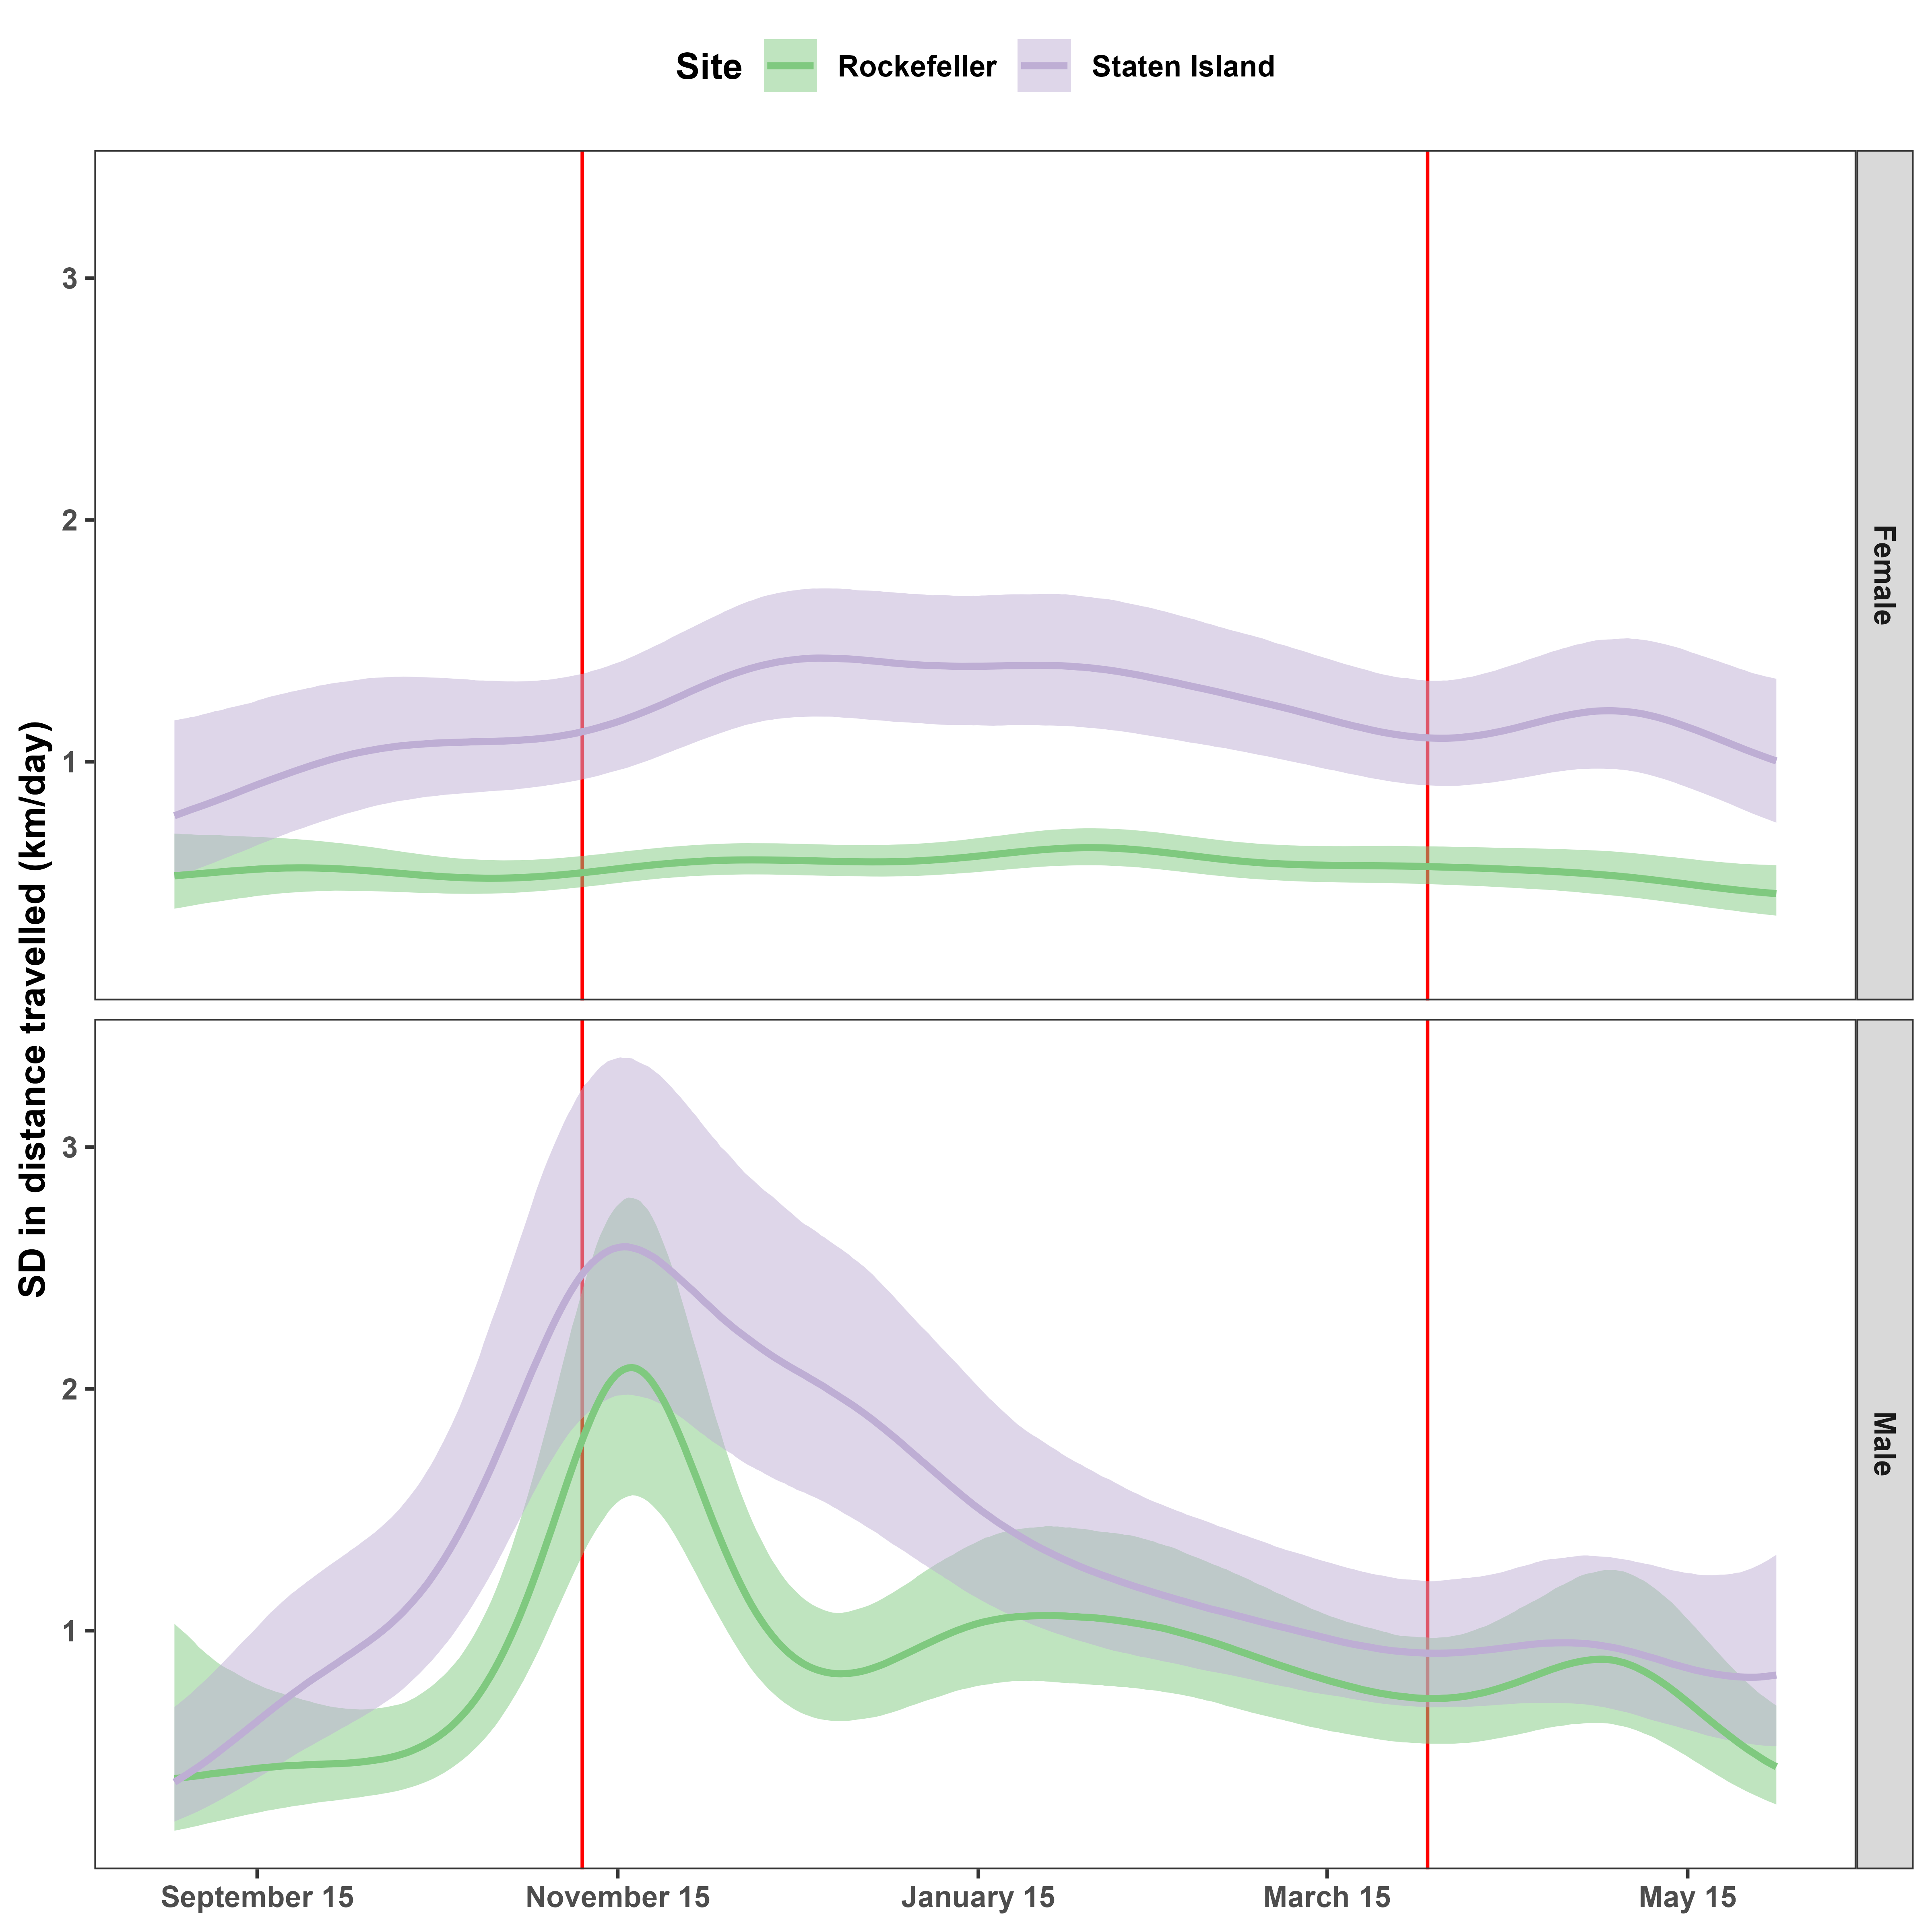 Site Rockefeller Staten Island
SD in distance travelled (km/day)
3
2
1
Female
3
2
1
Male
September 15 November 15 January 15 March 15 May 15